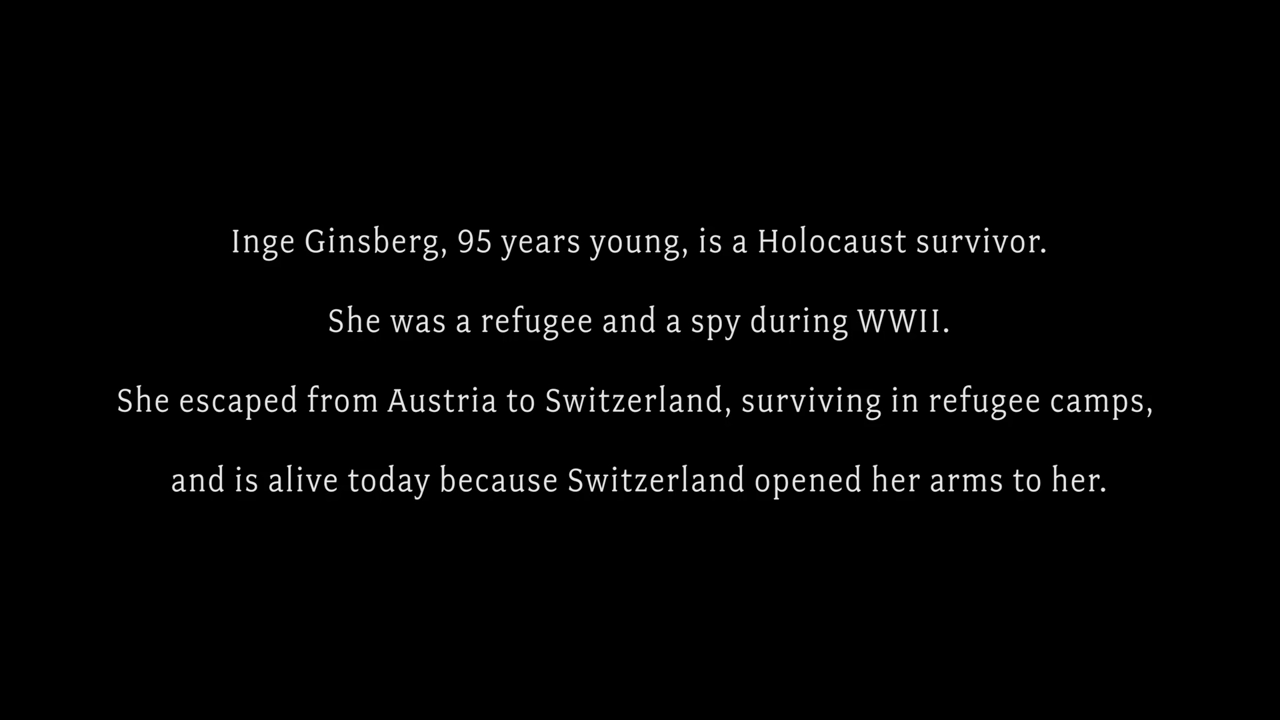 Inge Ginsberg, 95 years young, is a Holocaust survivor.
She was a refugee and a spy during WWII.
She escaped from Austria to Switzerland, surviving in refugee camps,
and is alive today because Switzerland opened her arms to her.